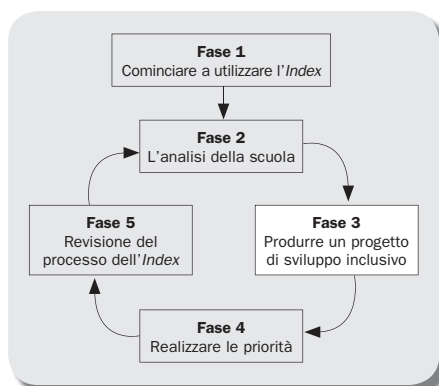 Fase 1
Cominciare a utilizzare l'Index
Fase 2
L'analisi della scuola
Fase 5
Revisione del
processo dell'Index
Fase 3
Produrre un progetto
di sviluppo inclusivo
Fase 4
Realizzare le priorità